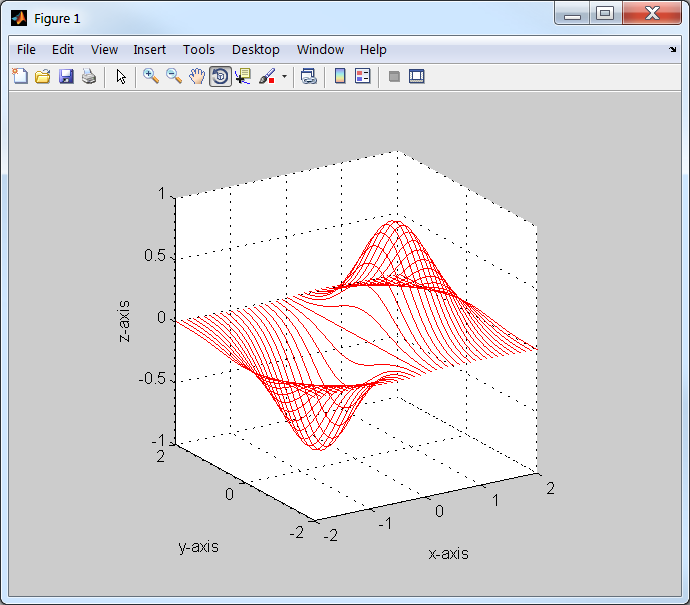 Figure 1
File Edit View Insert Tools Desktop Window Help
1
0.5
0
-0.5
-1
z-axis
2
0
-2
y-axis
-2
-1
0
1
2
x-axis